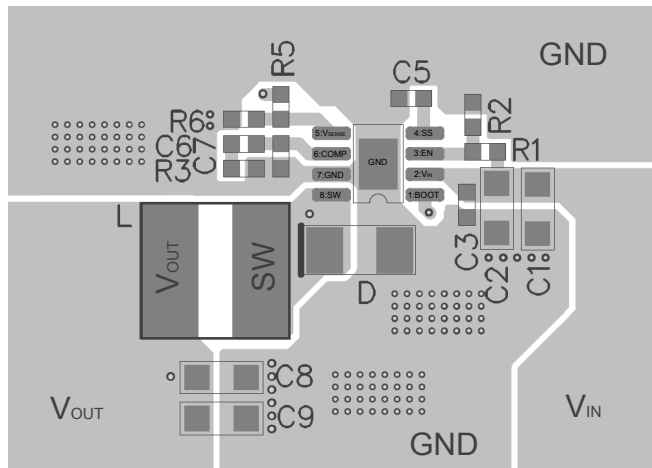 GND
R5
C5
R2
R6
C6
C7
R3
R1
5:VSENSE
6:COMP
7:GND
8:SW
GND
4:SS
3:EN
2:VIN
1:BOOT
L
VOUT
SW
D
C3
C2
C1
C8
C9
VOUT
GND
VIN